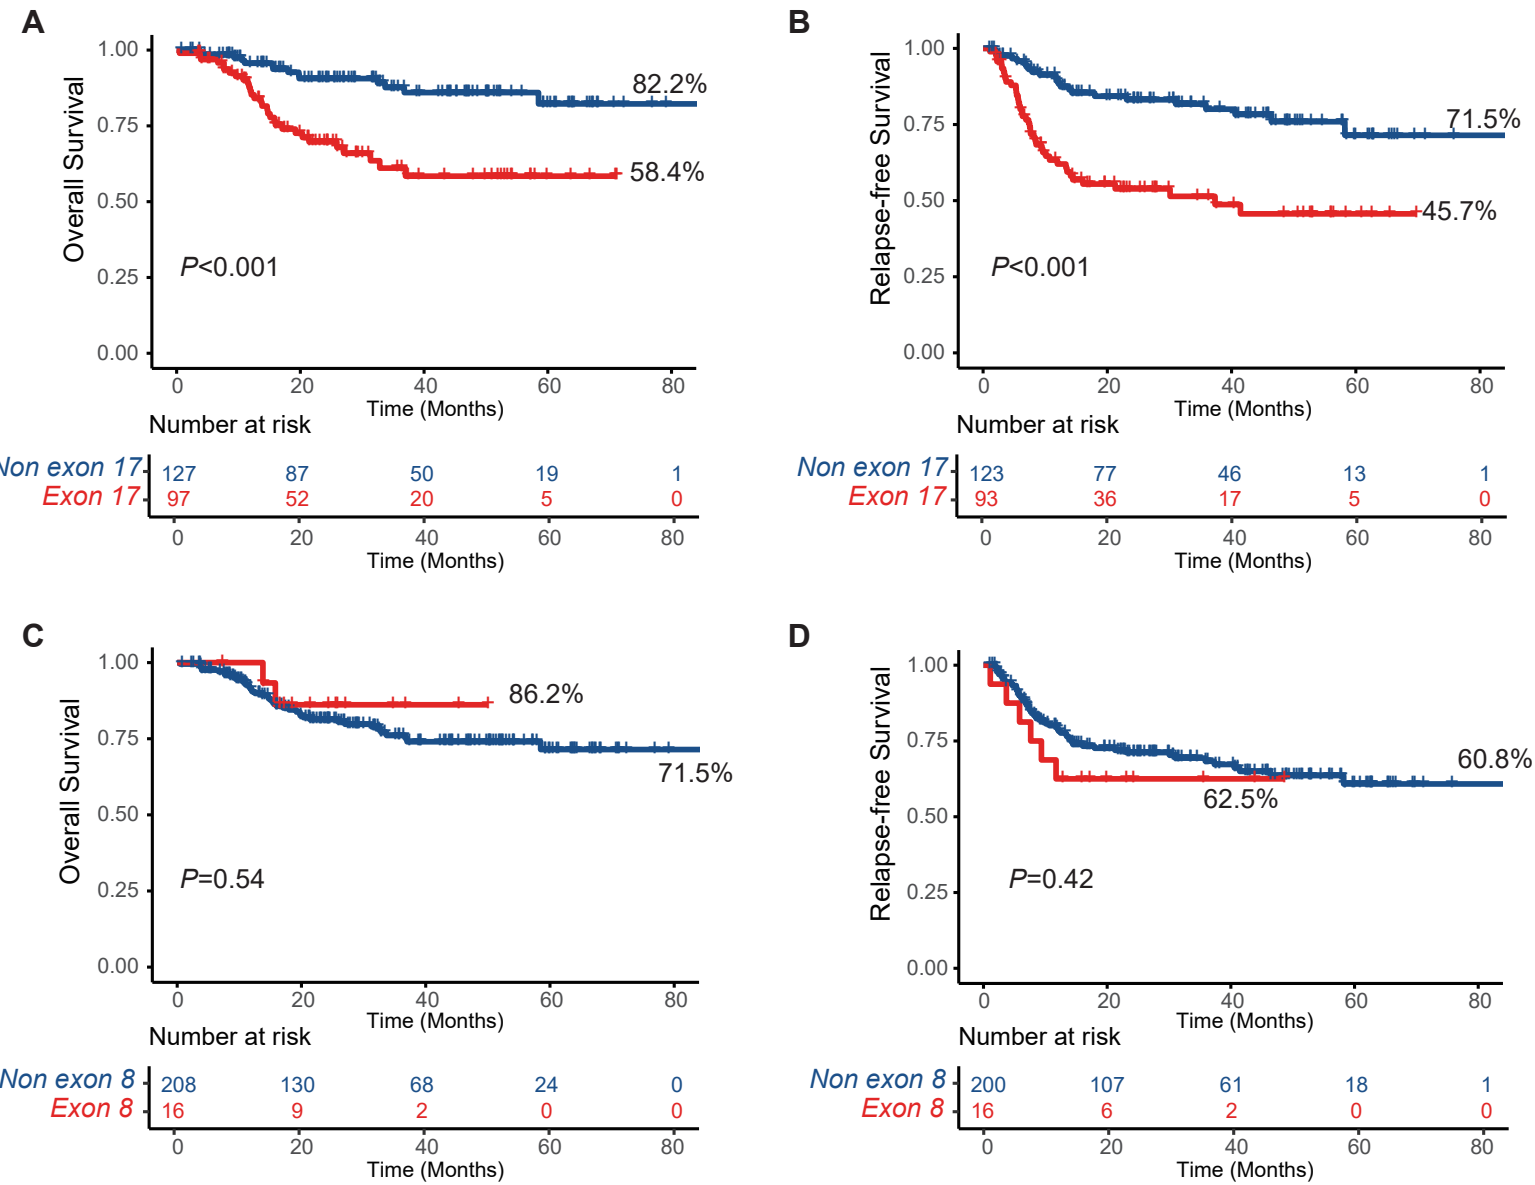 A
Overall Survival
1.00
0.75
0.50
0.25
0.00
82.2%
58.4%
P<0.001
0 20 40 60 80
Time (Months)
Number at risk
Non exon 17 127 87 50 19 1
Exon 17 97 52 20 5 0
0 20 40 60 80
Time (Months)
B
Relapse-free Survival
1.00
0.75
0.50
0.25
0.00
71.5%
45.7%
P<0.001
0 20 40 60 80
Time (Months)
Number at risk
Non exon 17 123 77 46 13 1
Exon 17 93 36 17 5 0
0 20 40 60 80
Time (Months)
C
Overall Survival
1.00
0.75
0.50
0.25
0.00
86.2%
71.5%
P=0.54
0 20 40 60 80
Time (Months)
Number at risk
Non exon 8 208 130 68 24 0
Exon 8 16 9 2 0 0
0 20 40 60 80
Time (Months)
D
Relapse-free Survival
1.00
0.75
0.50
0.25
0.00
60.8%
62.5%
P=0.42
0 20 40 60 80
Time (Months)
Number at risk
Non exon 8 200 107 61 18 1
Exon 8 16 6 2 0 0
0 20 40 60 80
Time (Months)